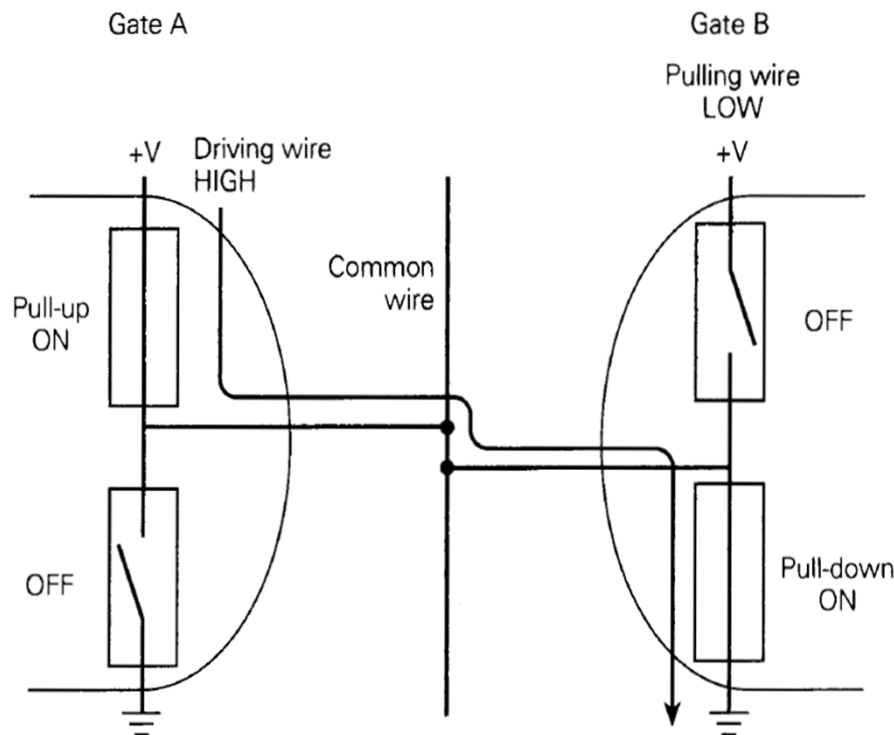 Gate A
Gate B
Pulling wire
LOW
+V
Driving wire
HIGH
+V
Common
wire
Pull-up
ON
OFF
OFF
Pull-down
ON